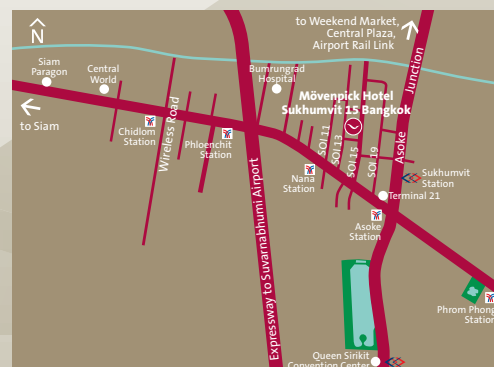 to Weekend Market,
Central Plaza,
Airport Rail Link
N
Junction
Siam
Paragon
Central
World
Bumrungrad
Hospital
Mövenpick Hotel
Sukhumvit 15 Bangkok
to Siam
Chidlom
Station
Wireless Road
Phloenchit
Station
SOI 11
SOI 13
SOI 15
SOI 19
Asoke
Nana
Station
Sukhumvit
Station
Terminal 21
Asoke
Station
Expressway to Suvarnabhumi Airport
Phrom Phong
Station
Queen Sirikit
Convention Center